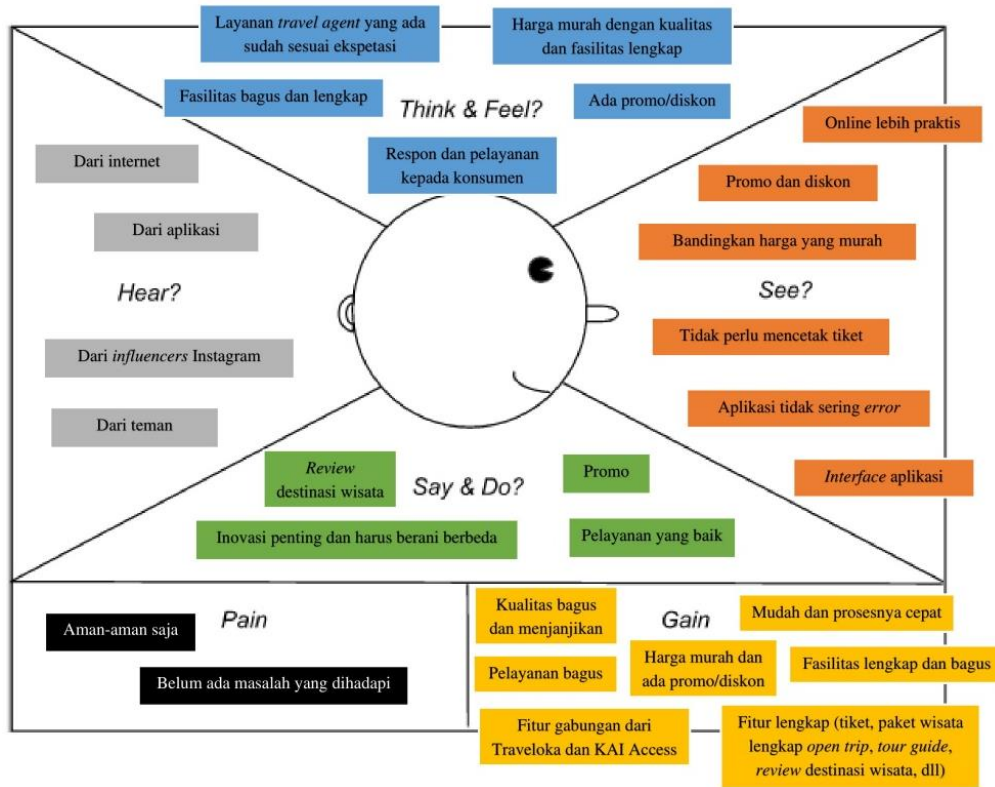 Layanan travel agent yang ada
sudah sesuai ekspetasi
Harga murah dengan kualitas
dan fasilitas lengkap
Fasilitas bagus dan lengkap
Think & Feel?
Ada promo/diskon
Respon dan pelayanan
kepada konsumen
Dari internet
Dari aplikasi
Hear?
Dari influencers Instagram
Dari teman
Online lebih praktis
Promo dan diskon
Bandingkan harga yang murah
See?
Tidak perlu mencetak tiket
Aplikasi tidak sering error
Interface aplikasi
Review
destinasi wisata
Say & Do?
Promo
Inovasi penting dan harus berani berbeda
Pelayanan yang baik
Pain
Aman-aman saja
Belum ada masalah yang dihadapi
Kualitas bagus
dan menjanjikan
Gain
Mudah dan prosesnya cepat
Pelayanan bagus
Harga murah dan
ada promo/diskon
Fasilitas lengkap dan bagus
Fitur gabungan dari
Traveloka dan KAI Access
Fitur lengkap (tiket, paket wisata
lengkap open trip, tour guide,
review destinasi wisata, dll)